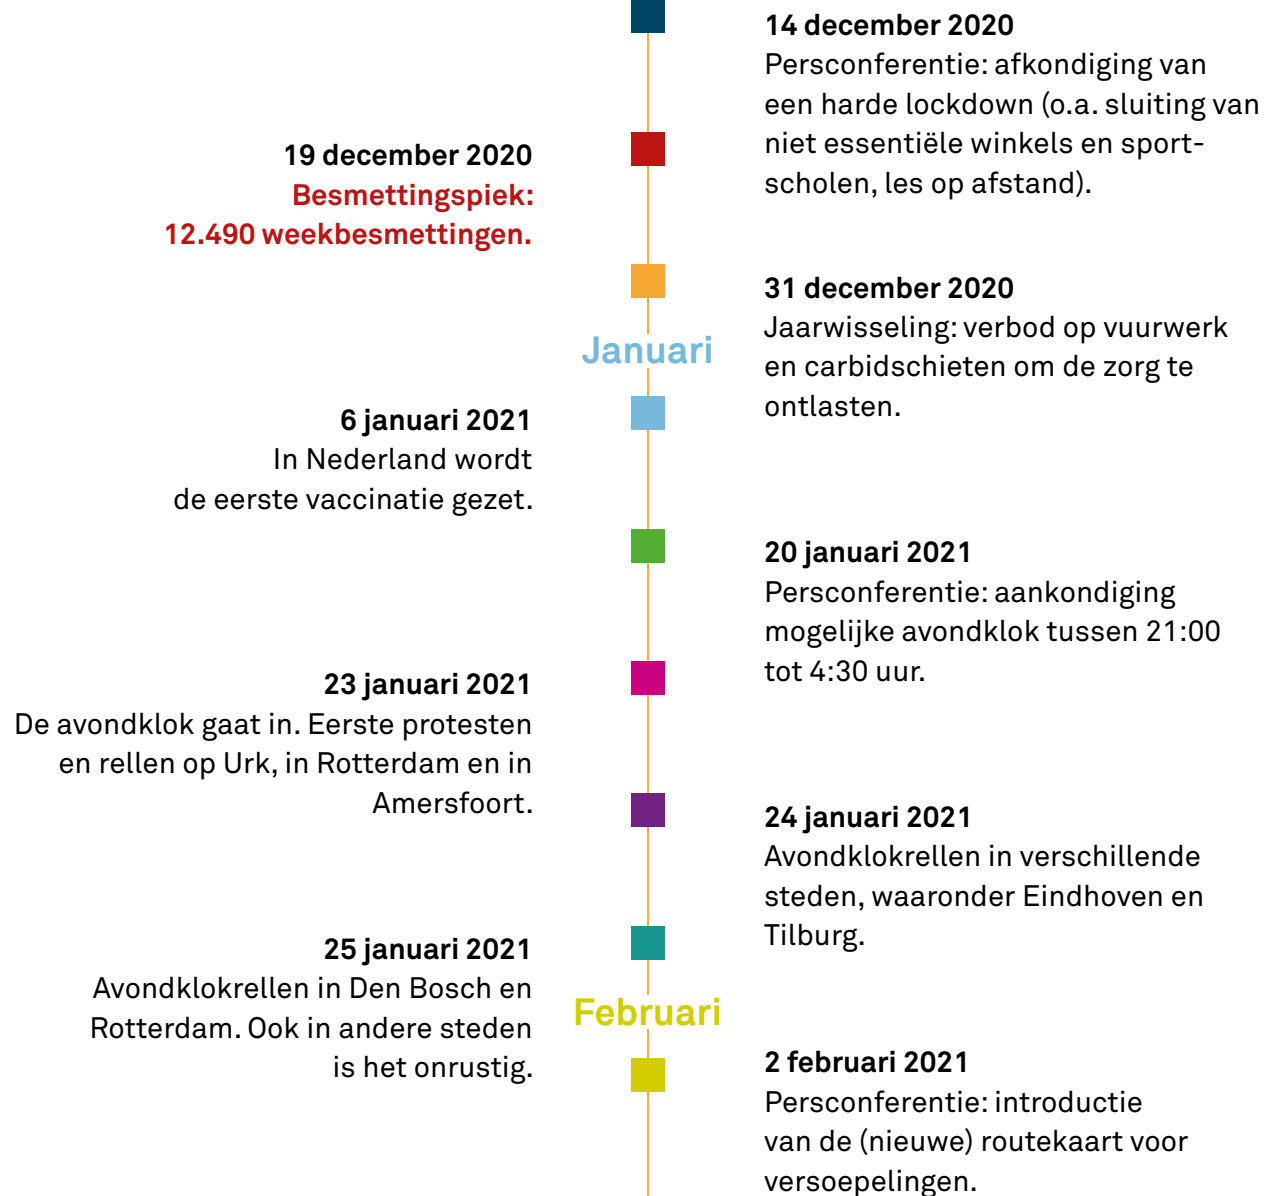 14 december 2020
Persconferentie: afkondiging van
een harde lockdown (o.a. sluiting van
niet essentiële winkels en sport-
scholen, les op afstand).
19 december 2020
Besmettingspiek:
12.490 weekbesmettingen.
31 december 2020
Jaarwisseling: verbod op vuurwerk
en carbidschieten om de zorg te
ontlasten.
Januari
6 januari 2021
In Nederland wordt
de eerste vaccinatie gezet.
20 januari 2021
Persconferentie: aankondiging
mogelijke avondklok tussen 21:00
tot 4:30 uur.
23 januari 2021
De avondklok gaat in. Eerste protesten
en rellen op Urk, in Rotterdam en in
Amersfoort.
24 januari 2021
Avondklokrellen in verschillende
steden, waaronder Eindhoven en
Tilburg.
25 januari 2021
Avondklokrellen in Den Bosch en
Rotterdam. Ook in andere steden
is het onrustig.
Februari
2 februari 2021
Persconferentie: introductie
van de (nieuwe) routekaart voor
versoepelingen.